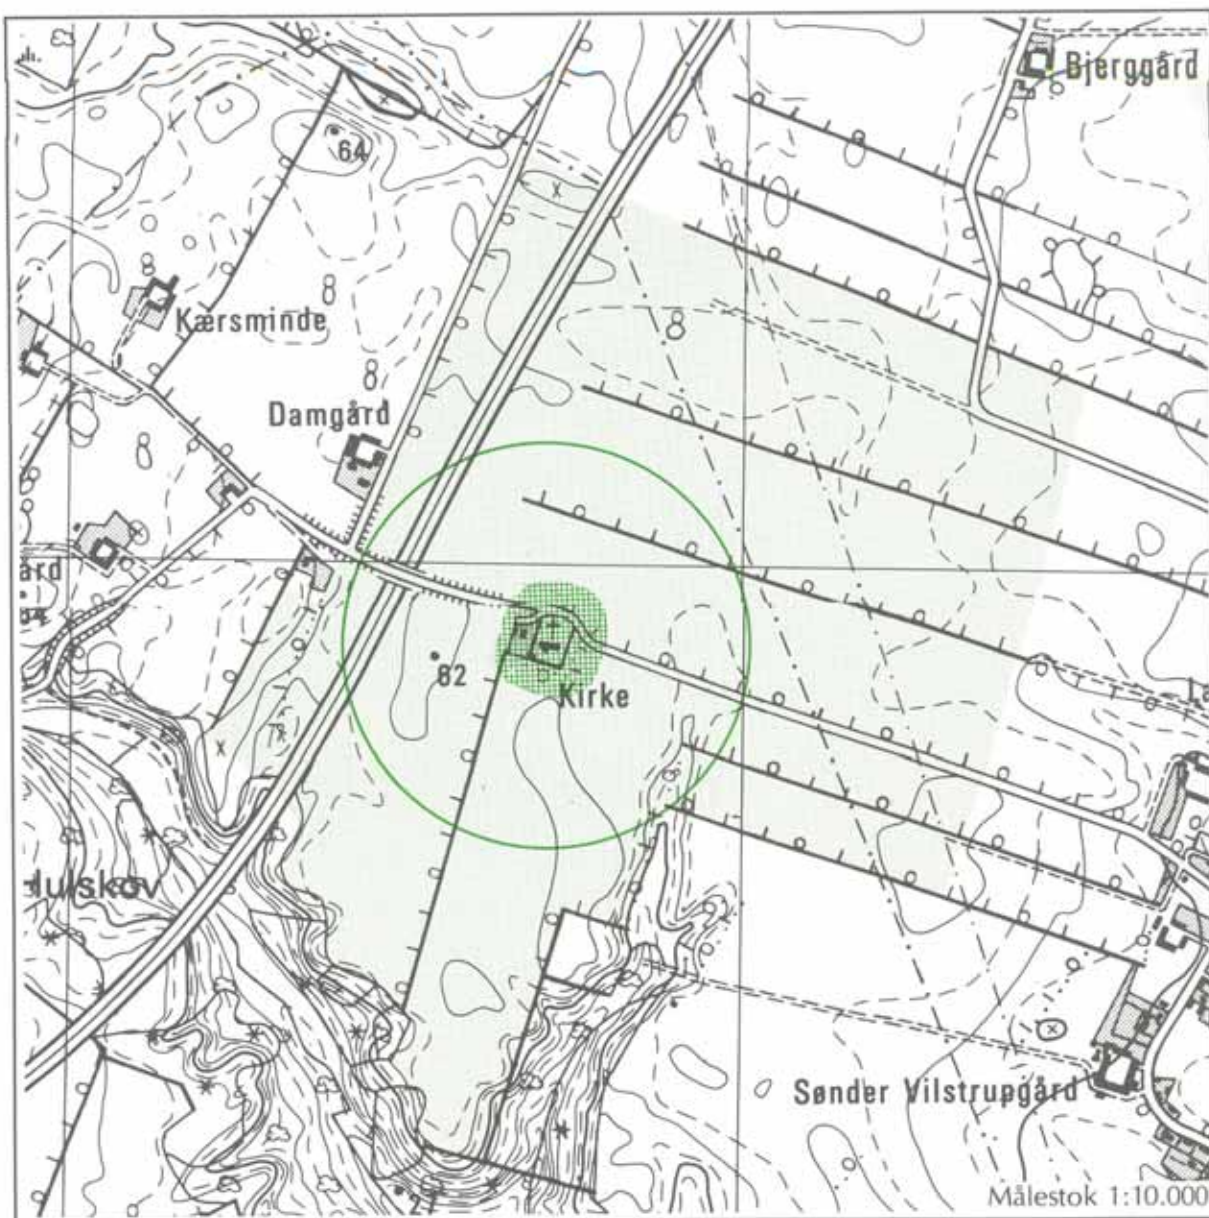 Bjerggård
64
Kærsminde
Damgård
ård
82
Kirke
Sønder Vilstrupgård
Målestok 1:10.000